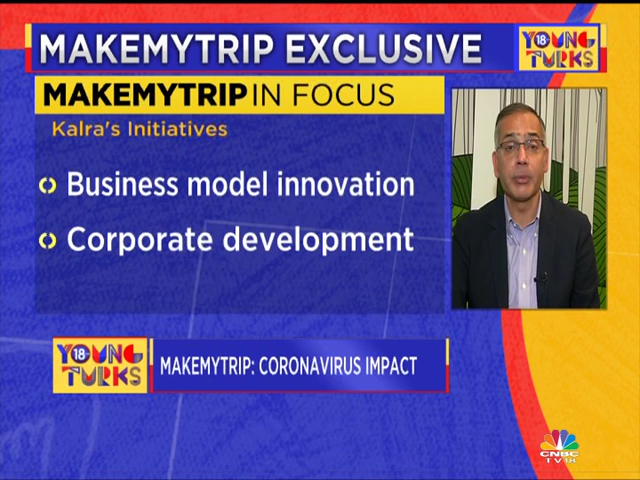 MAKEMYTRIP EXCLUSIVE
18 YOUNG TURKS
MAKEMYTRIP IN FOCUS
Kalra's Initiatives
Business model innovation
Corporate development
18 YOUNG TURKS
MAKEMYTRIP: CORONAVIRUS IMPACT
CNBC
TV18